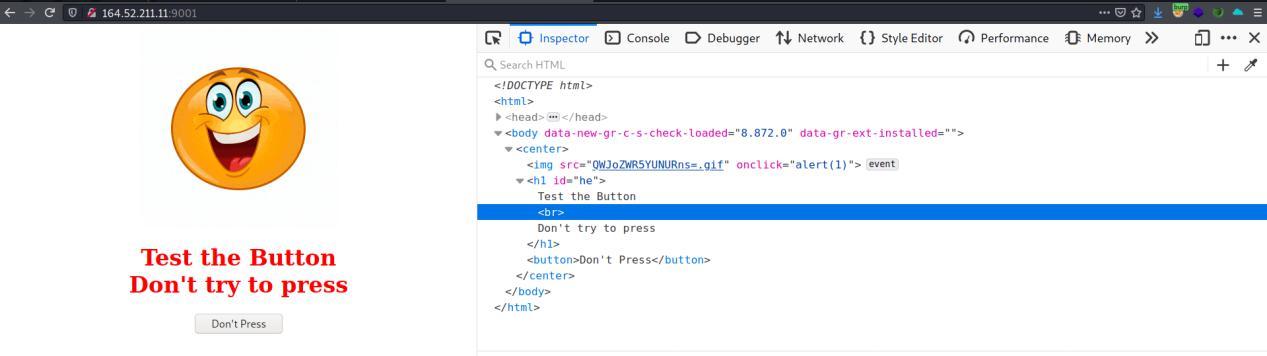 164.52.211.11:9001
burp
Inspector Console Debugger Network Style Editor Performance Memory
Search HTML
<!DOCTYPE html>
<html>
<head> </head>
<body data-new-gr-c-s-check-loaded="8.872.0" data-gr-ext-installed="">
<center>
<img src="QWJoZWR5YUNURns=.gif" onclick="alert(1)"> event
<h1 id="he">
Test the Button
<br>
Don't try to press
</h1>
<button>Don't Press</button>
</center>
</body>
</html>
Test the Button
Don't try to press
Don't Press